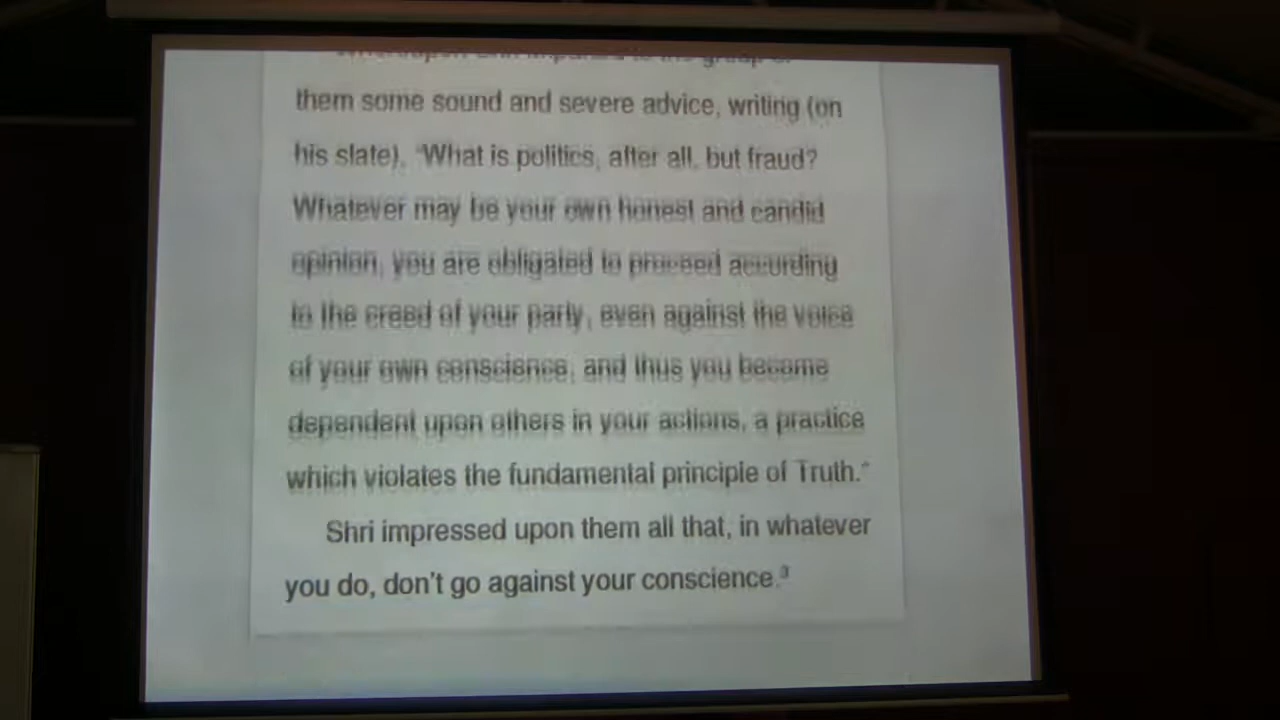 them some sound and severe advice, writing (on
his slate), "What is politics, after all, but fraud?
Whatever may be your own honest and candid
opinion, you are obligated to proceed according
to the creed of your party, even against the voice
of your own conscience, and thus you become
dependent upon others in your actions, a practice
which violates the fundamental principle of Truth."
Shri impressed upon them all that, in whatever
you do, don't go against your conscience.³